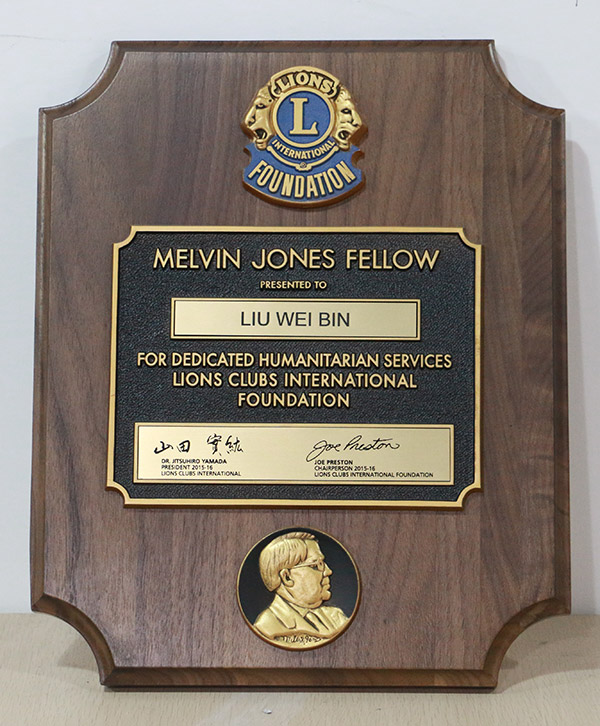 LIONS
L
INTERNATIONAL
FOUNDATION
MELVIN JONES FELLOW
PRESENTED TO
LIU WEI BIN
FOR DEDICATED HUMANITARIAN SERVICES
LIONS CLUBS INTERNATIONAL
FOUNDATION
山田 實紘 Joe Preston
DR. JITSUHIRO YAMADA JOE PRESTON
PRESIDENT 2015-16 CHAIRPERSON 2015-16
LIONS CLUBS INTERNATIONAL LIONS CLUBS INTERNATIONAL FOUNDATION